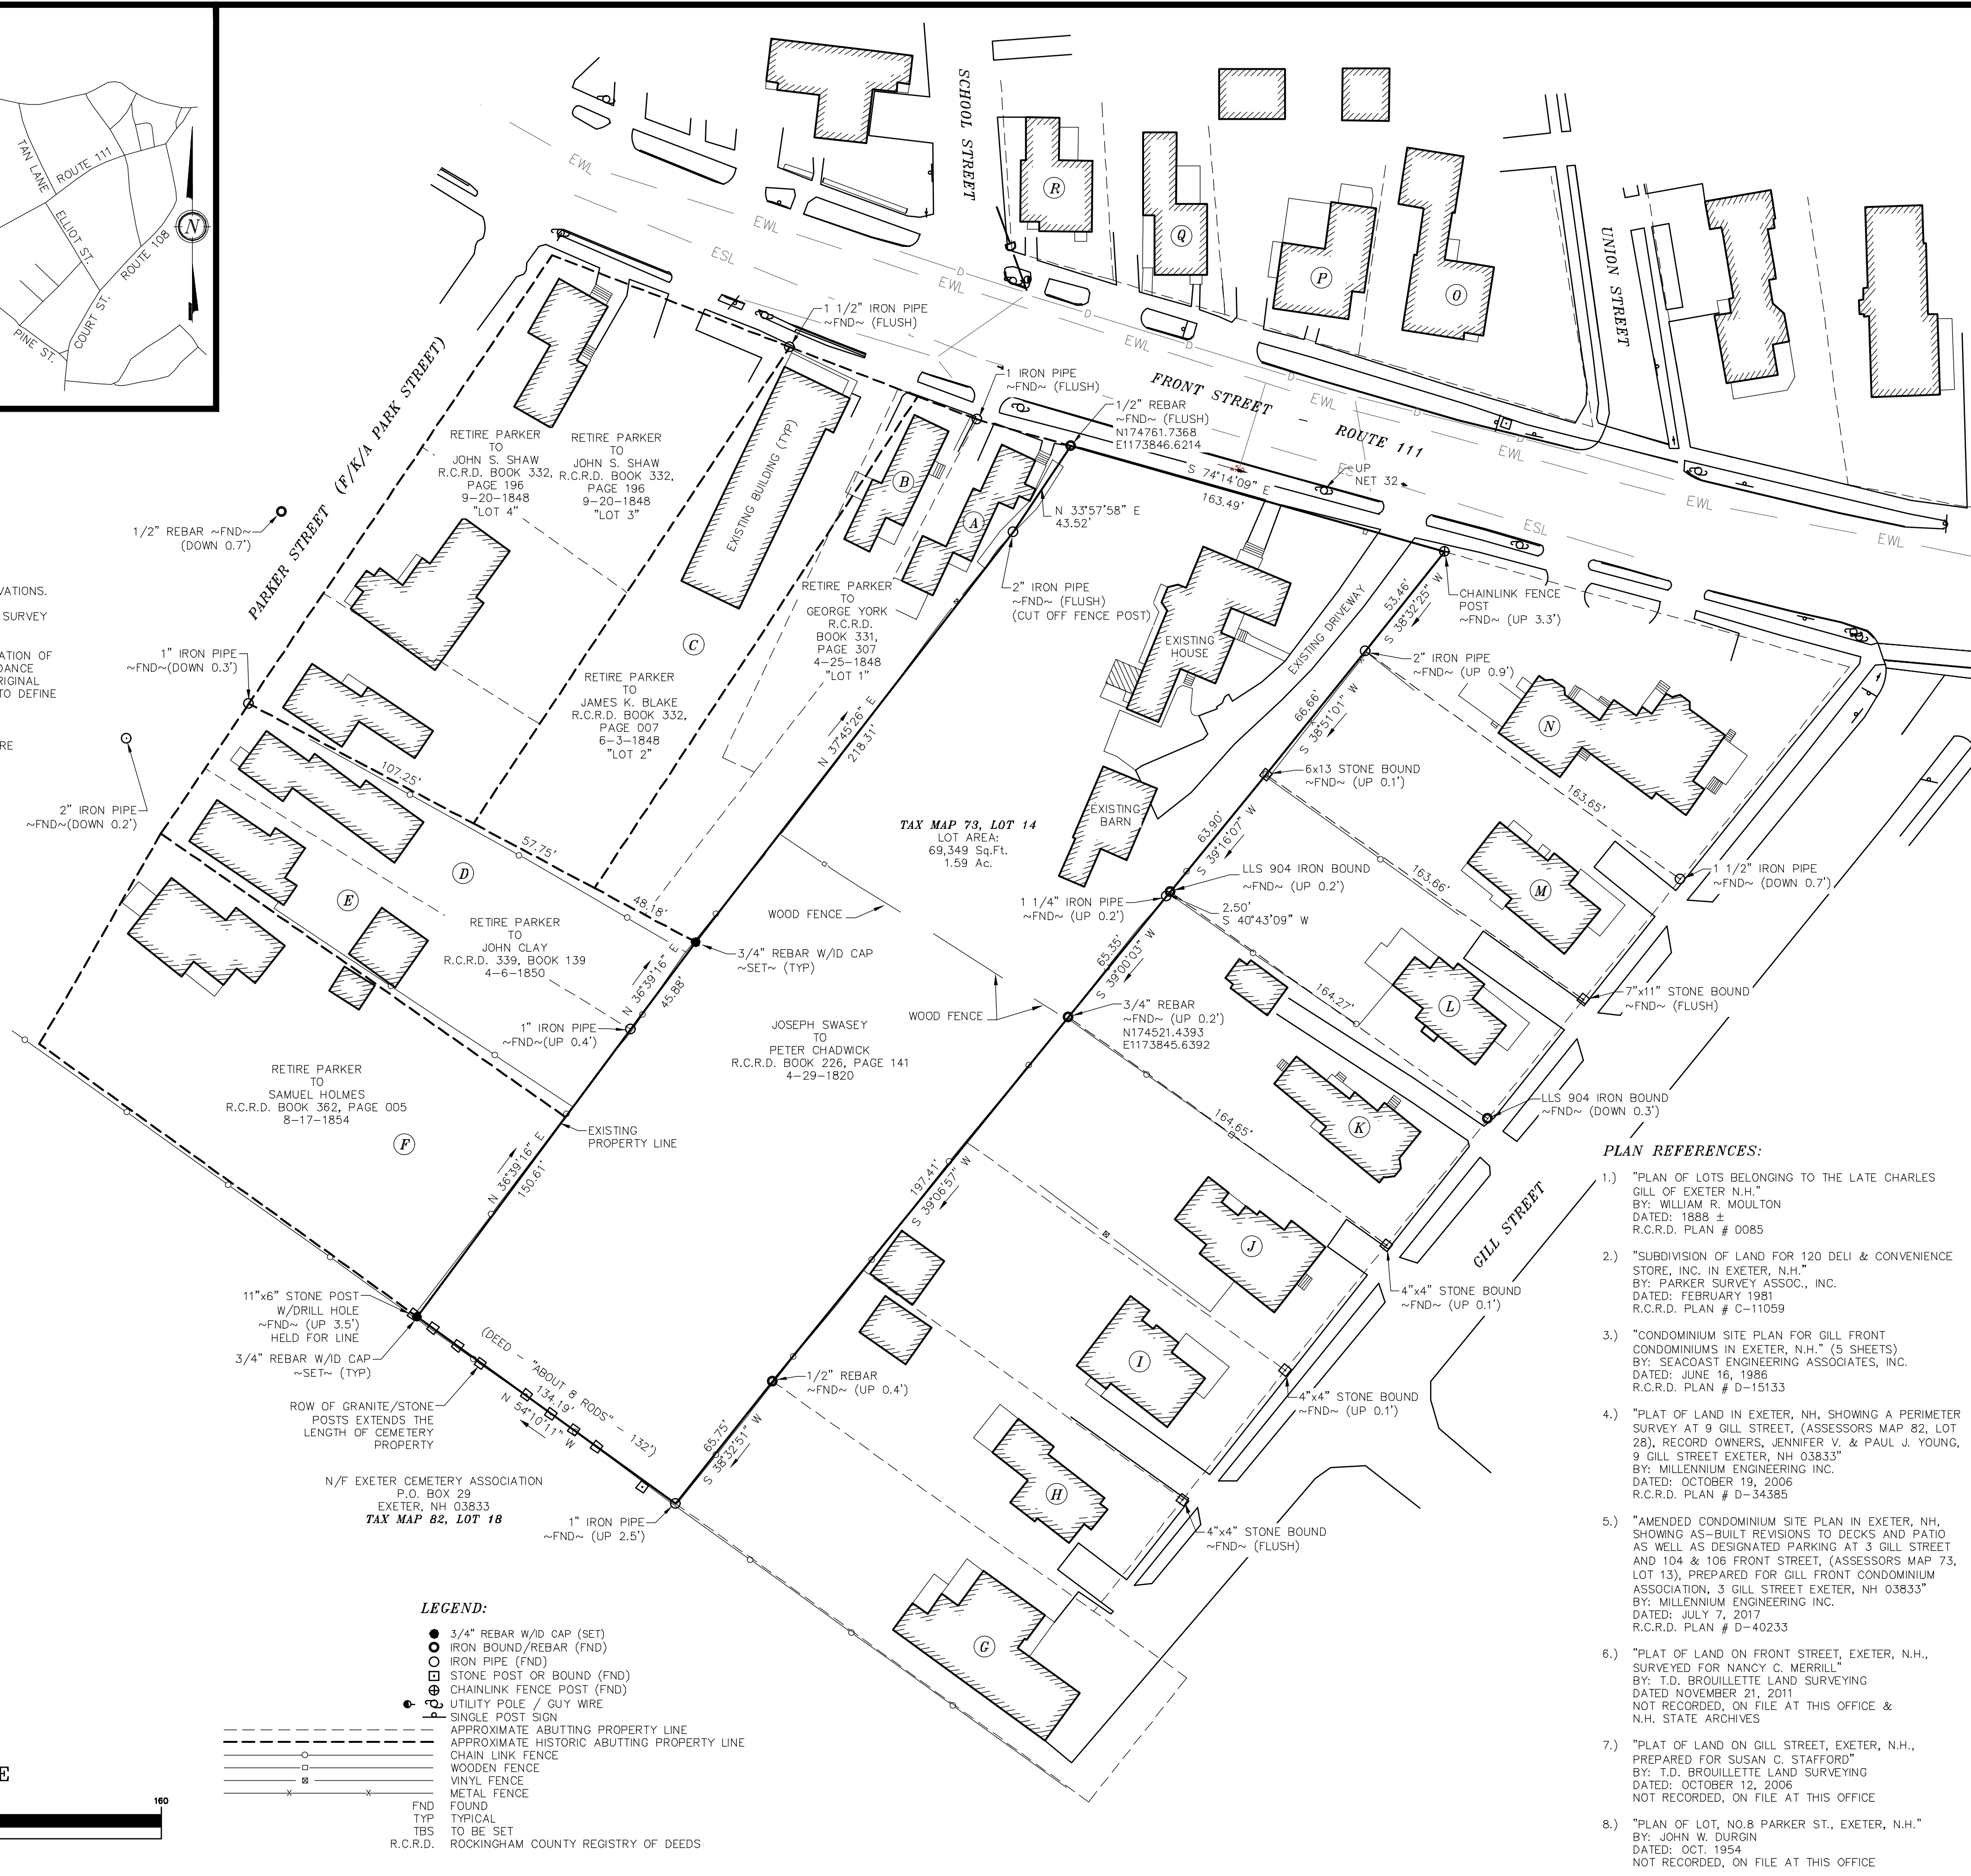 TAN LANE
ROUTE 111
ELLIOT ST.
ROUTE 108
COURT ST.
PINE ST.
N
SCHOOL STREET
UNION STREET
EWL
EWL
ESL
EWL
EWL
EWL
EWL
EWL
ESL
EWL
EWL
D
D
D
D
D
D
R
Q
P
O
FRONT STREET - ROUTE 111
PARKER STREET (F/K/A PARK STREET)
GILL STREET
1 1/2" IRON PIPE
~FND~ (FLUSH)
1 IRON PIPE
~FND~ (FLUSH)
1/2" REBAR
~FND~ (FLUSH)
N174761.7368
E1173846.6214
UP
NET 32
S 74°14'09" E
163.49'
N 33°57'58" E
43.52'
2" IRON PIPE
~FND~ (FLUSH)
(CUT OFF FENCE POST)
RETIRE PARKER
TO
JOHN S. SHAW
R.C.R.D. BOOK 332,
PAGE 196
9-20-1848
"LOT 4"
RETIRE PARKER
TO
JOHN S. SHAW
R.C.R.D. BOOK 332,
PAGE 196
9-20-1848
"LOT 3"
EXISTING BUILDING (TYP)
B
A
1/2" REBAR ~FND~
(DOWN 0.7')
VATIONS.
SURVEY
ATION OF
DANCE
RIGINAL
TO DEFINE
RE
1" IRON PIPE
~FND~(DOWN 0.3')
2" IRON PIPE
~FND~(DOWN 0.2')
C
RETIRE PARKER
TO
GEORGE YORK
R.C.R.D.
BOOK 331,
PAGE 307
4-25-1848
"LOT 1"
RETIRE PARKER
TO
JAMES K. BLAKE
R.C.R.D. BOOK 332,
PAGE 007
6-3-1848
"LOT 2"
N 37°45'26" E
218.31'
EXISTING
HOUSE
EXISTING DRIVEWAY
EXISTING
BARN
CHAINLINK FENCE
POST
~FND~ (UP 3.3')
53.46'
S 38°32'25" W
2" IRON PIPE
~FND~ (UP 0.9')
66.66'
S 38°51'01" W
6x13 STONE BOUND
~FND~ (UP 0.1')
N
163.65'
107.25'
57.75'
48.18'
TAX MAP 73, LOT 14
LOT AREA:
69,349 Sq.Ft.
1.59 Ac.
63.90'
S 39°16'07" W
LLS 904 IRON BOUND
~FND~ (UP 0.2')
1 1/4" IRON PIPE
~FND~ (UP 0.2')
2.50'
S 40°43'09" W
163.66'
M
1 1/2" IRON PIPE
~FND~ (DOWN 0.7')
D
E
RETIRE PARKER
TO
JOHN CLAY
R.C.R.D. 339, BOOK 139
4-6-1850
WOOD FENCE
3/4" REBAR W/ID CAP
~SET~ (TYP)
N 36°39'16" E
45.88'
1" IRON PIPE
~FND~(UP 0.4')
65.35'
S 39°00'03" W
WOOD FENCE
3/4" REBAR
~FND~ (UP 0.2')
N174521.4393
E1173845.6392
164.27'
L
7"x11" STONE BOUND
~FND~ (FLUSH)
JOSEPH SWASEY
TO
PETER CHADWICK
R.C.R.D. BOOK 226, PAGE 141
4-29-1820
RETIRE PARKER
TO
SAMUEL HOLMES
R.C.R.D. BOOK 362, PAGE 005
8-17-1854
F
EXISTING
PROPERTY LINE
N 36°39'16" E
150.61'
164.65'
K
LLS 904 IRON BOUND
~FND~ (DOWN 0.3')
197.41'
S 39°06'57" W
J
4"x4" STONE BOUND
~FND~ (UP 0.1')
11"x6" STONE POST
W/DRILL HOLE
~FND~ (UP 3.5')
HELD FOR LINE
3/4" REBAR W/ID CAP
~SET~ (TYP)
ROW OF GRANITE/STONE
POSTS EXTENDS THE
LENGTH OF CEMETERY
PROPERTY
(DEED - "ABOUT 8 RODS" - 132')
134.19'
N 54°10'11" W
1/2" REBAR
~FND~ (UP 0.4')
65.75'
S 38°32'51" W
I
4"x4" STONE BOUND
~FND~ (UP 0.1')
H
4"x4" STONE BOUND
~FND~ (FLUSH)
N/F EXETER CEMETERY ASSOCIATION
P.O. BOX 29
EXETER, NH 03833
TAX MAP 82, LOT 18
1" IRON PIPE
~FND~ (UP 2.5')
G
LEGEND:
3/4" REBAR W/ID CAP (SET)
IRON BOUND/REBAR (FND)
IRON PIPE (FND)
STONE POST OR BOUND (FND)
CHAINLINK FENCE POST (FND)
UTILITY POLE / GUY WIRE
SINGLE POST SIGN
APPROXIMATE ABUTTING PROPERTY LINE
APPROXIMATE HISTORIC ABUTTING PROPERTY LINE
CHAIN LINK FENCE
WOODEN FENCE
VINYL FENCE
METAL FENCE
FND FOUND
TYP TYPICAL
TBS TO BE SET
R.C.R.D. ROCKINGHAM COUNTY REGISTRY OF DEEDS
E
160
PLAN REFERENCES:
1.) "PLAN OF LOTS BELONGING TO THE LATE CHARLES
GILL OF EXETER N.H."
BY: WILLIAM R. MOULTON
DATED: 1888 ±
R.C.R.D. PLAN # 0085
2.) "SUBDIVISION OF LAND FOR 120 DELI & CONVENIENCE
STORE, INC. IN EXETER, N.H."
BY: PARKER SURVEY ASSOC., INC.
DATED: FEBRUARY 1981
R.C.R.D. PLAN # C-11059
3.) "CONDOMINIUM SITE PLAN FOR GILL FRONT
CONDOMINIUMS IN EXETER, N.H." (5 SHEETS)
BY: SEACOAST ENGINEERING ASSOCIATES, INC.
DATED: JUNE 16, 1986
R.C.R.D. PLAN # D-15133
4.) "PLAT OF LAND IN EXETER, NH, SHOWING A PERIMETER
SURVEY AT 9 GILL STREET, (ASSESSORS MAP 82, LOT
28), RECORD OWNERS, JENNIFER V. & PAUL J. YOUNG,
9 GILL STREET EXETER, NH 03833"
BY: MILLENNIUM ENGINEERING INC.
DATED: OCTOBER 19, 2006
R.C.R.D. PLAN # D-34385
5.) "AMENDED CONDOMINIUM SITE PLAN IN EXETER, NH,
SHOWING AS-BUILT REVISIONS TO DECKS AND PATIO
AS WELL AS DESIGNATED PARKING AT 3 GILL STREET
AND 104 & 106 FRONT STREET, (ASSESSORS MAP 73,
LOT 13), PREPARED FOR GILL FRONT CONDOMINIUM
ASSOCIATION, 3 GILL STREET EXETER, NH 03833"
BY: MILLENNIUM ENGINEERING INC.
DATED: JULY 7, 2017
R.C.R.D. PLAN # D-40233
6.) "PLAT OF LAND ON FRONT STREET, EXETER, N.H.,
SURVEYED FOR NANCY C. MERRILL"
BY: T.D. BROUILLETTE LAND SURVEYING
DATED NOVEMBER 21, 2011
NOT RECORDED, ON FILE AT THIS OFFICE &
N.H. STATE ARCHIVES
7.) "PLAT OF LAND ON GILL STREET, EXETER, N.H.,
PREPARED FOR SUSAN C. STAFFORD"
BY: T.D. BROUILLETTE LAND SURVEYING
DATED: OCTOBER 12, 2006
NOT RECORDED, ON FILE AT THIS OFFICE
8.) "PLAN OF LOT, NO.8 PARKER ST., EXETER, N.H."
BY: JOHN W. DURGIN
DATED: OCT. 1954
NOT RECORDED, ON FILE AT THIS OFFICE